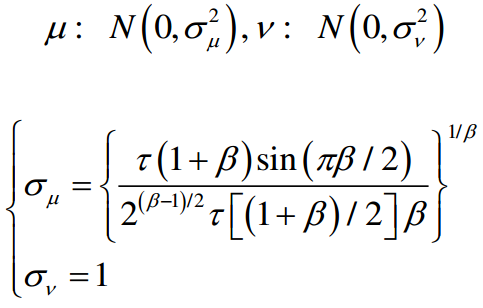 μ : N(0,σ_μ^2), ν : N(0,σ_ν^2)
σ_μ = {τ(1+β)sin(πβ/2) / 2^{(β−1)/2}τ[(1+β)/2]β}^{1/β}
σ_ν = 1